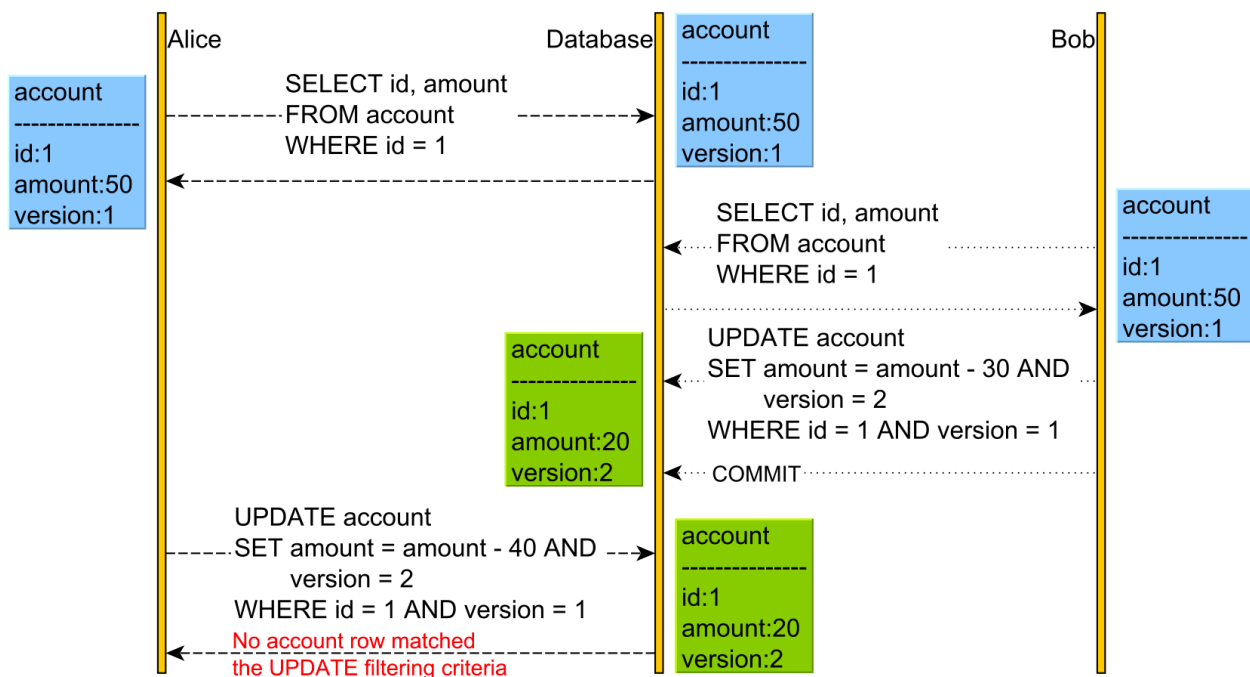 Alice
Database
Bob
account
---------------
id:1
amount:50
version:1
account
---------------
id:1
amount:50
version:1
SELECT id, amount
FROM account
WHERE id = 1
SELECT id, amount
FROM account
WHERE id = 1
account
---------------
id:1
amount:50
version:1
UPDATE account
SET amount = amount - 30 AND
version = 2
WHERE id = 1 AND version = 1
account
---------------
id:1
amount:20
version:2
COMMIT
UPDATE account
SET amount = amount - 40 AND
version = 2
WHERE id = 1 AND version = 1
account
---------------
id:1
amount:20
version:2
No account row matched
the UPDATE filtering criteria